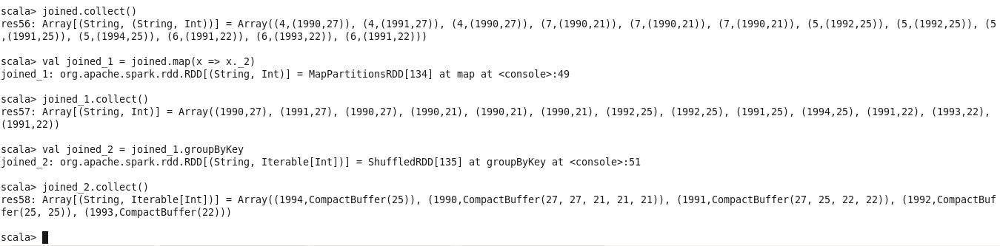 scala> joined.collect()
res56: Array[(String, (String, Int))] = Array((4,(1990,27)), (4,(1991,27)), (4,(1990,27)), (7,(1990,21)), (7,(1990,21)), (7,(1990,21)), (5,(1992,25)), (5,(1992,25)), (5
,(1991,25)), (5,(1994,25)), (6,(1991,22)), (6,(1993,22)), (6,(1991,22)))
scala> val joined_1 = joined.map(x => x._2)
joined_1: org.apache.spark.rdd.RDD[(String, Int)] = MapPartitionsRDD[134] at map at <console>:49
scala> joined_1.collect()
res57: Array[(String, Int)] = Array((1990,27), (1991,27), (1990,27), (1990,21), (1990,21), (1990,21), (1992,25), (1992,25), (1991,25), (1994,25), (1991,22), (1993,22),
(1991,22))
scala> val joined_2 = joined_1.groupByKey
joined_2: org.apache.spark.rdd.RDD[(String, Iterable[Int])] = ShuffledRDD[135] at groupByKey at <console>:51
scala> joined_2.collect()
res58: Array[(String, Iterable[Int])] = Array((1994,CompactBuffer(25)), (1990,CompactBuffer(27, 27, 21, 21, 21)), (1991,CompactBuffer(27, 25, 22, 22)), (1992,CompactBuf
fer(25, 25)), (1993,CompactBuffer(22)))
scala>